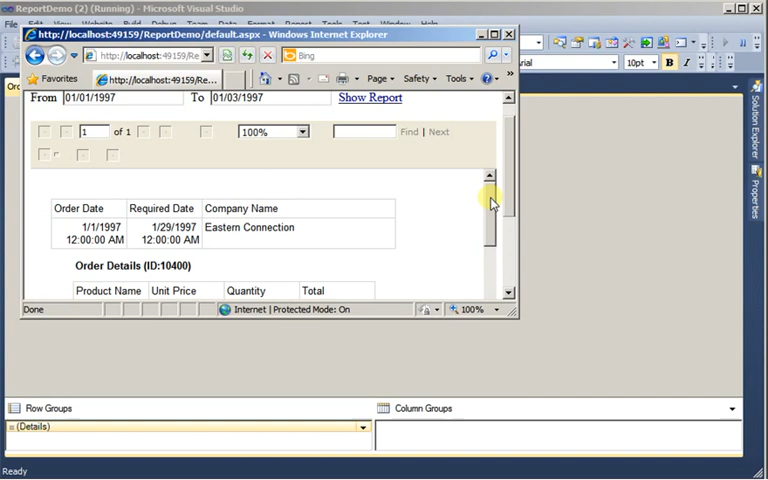 ReportDemo (2) (Running) - Microsoft Visual Studio
http://localhost:49159/ReportDemo/default.aspx - Windows Internet Explorer
http://localhost:49159/ReportD
Bing
Arial
10pt
B
I
Favorites
http://localhost:49159/Re...
Page
Safety
Tools
From 01/01/1997 To 01/03/1997 Show Report
1 of 1 100% Find | Next
Order Date Required Date Company Name
1/1/1997 1/29/1997 Eastern Connection
12:00:00 AM 12:00:00 AM
Order Details (ID:10400)
Product Name Unit Price Quantity Total
Done Internet | Protected Mode: On 100%
Solution Explorer
Properties
Row Groups Column Groups
(Details)
Ready